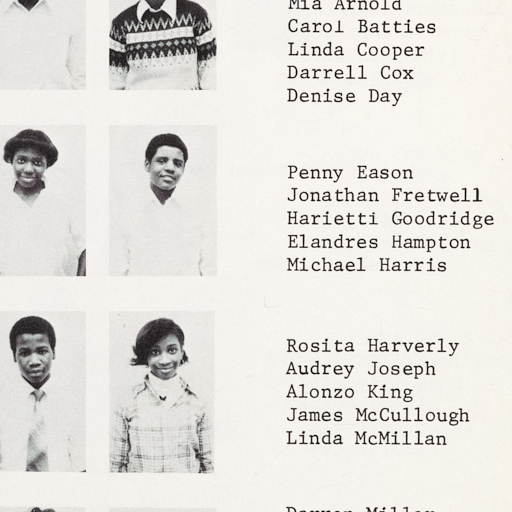 Mia Arnold
Carol Batties
Linda Cooper
Darrell Cox
Denise Day
Penny Eason
Jonathan Fretwell
Harietti Goodridge
Elandres Hampton
Michael Harris
Rosita Harverly
Audrey Joseph
Alonzo King
James McCullough
Linda McMillan